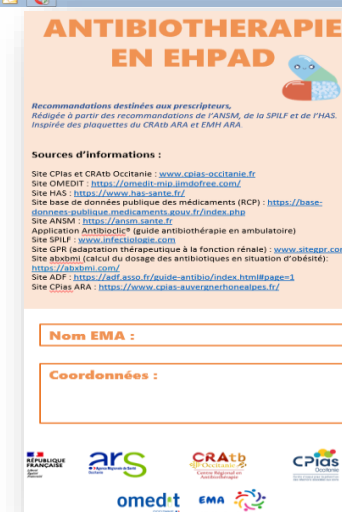 ANTIBIOTHERAPIE
EN EHPAD
Recommandations destinées aux prescripteurs,
Rédigée à partir des recommandations de l'ANSM, de la SPILF et de l'HAS.
Inspirée des plaquettes du CRAtb ARA et EMH ARA.
Sources d'informations :
Site CPIas et CRAtb Occitanie : www.cpias-occitanie.fr
Site OMEDIT : https://omedit-mip.jimdofree.com/
Site HAS : https://www.has-sante.fr/
Site base de données publique des médicaments (RCP) : https://base-
donnees-publique.medicaments.gouv.fr/index.php
Site ANSM : https://ansm.sante.fr
Application Antibioclic® (guide antibiothérapie en ambulatoire)
Site SPILF : www.infectiologie.com
Site GPR (adaptation thérapeutique à la fonction rénale) : www.sitegpr.com
Site abxbmi (calcul du dosage des antibiotiques en situation d'obésité):
https://abxbmi.com/
Site ADF : https://adf.asso.fr/guide-antibio/index.html#page=1
Site CPias ARA : https://www.cpias-auvergnerhonealpes.fr/
Nom EMA :
Coordonnées :
RÉPUBLIQUE
FRANÇAISE
ars
CRAtb
Occitanie
Centre Régional en
Antibiothérapie
CPias
Occitanie
omedit
EMA